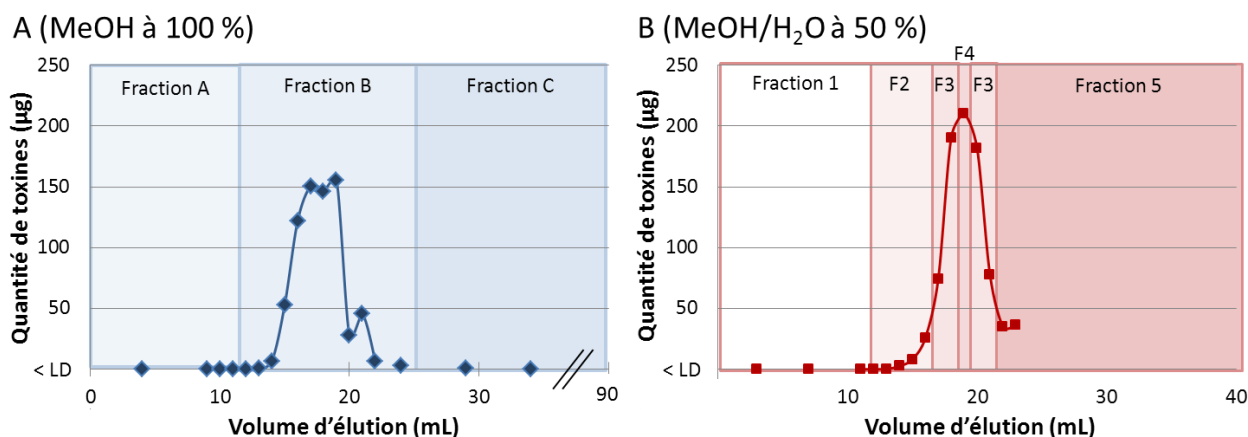 A (MeOH à 100 %)
250
200
150
100
50
< LD
Quantité de toxines (µg)
Fraction A
Fraction B
Fraction C
0
10
20
30
90
Volume d'élution (mL)
B (MeOH/H₂O à 50 %)
F4
250
200
150
100
50
< LD
Quantité de toxines (µg)
Fraction 1
F2
F3
F3
Fraction 5
10
20
30
40
Volume d'élution (mL)